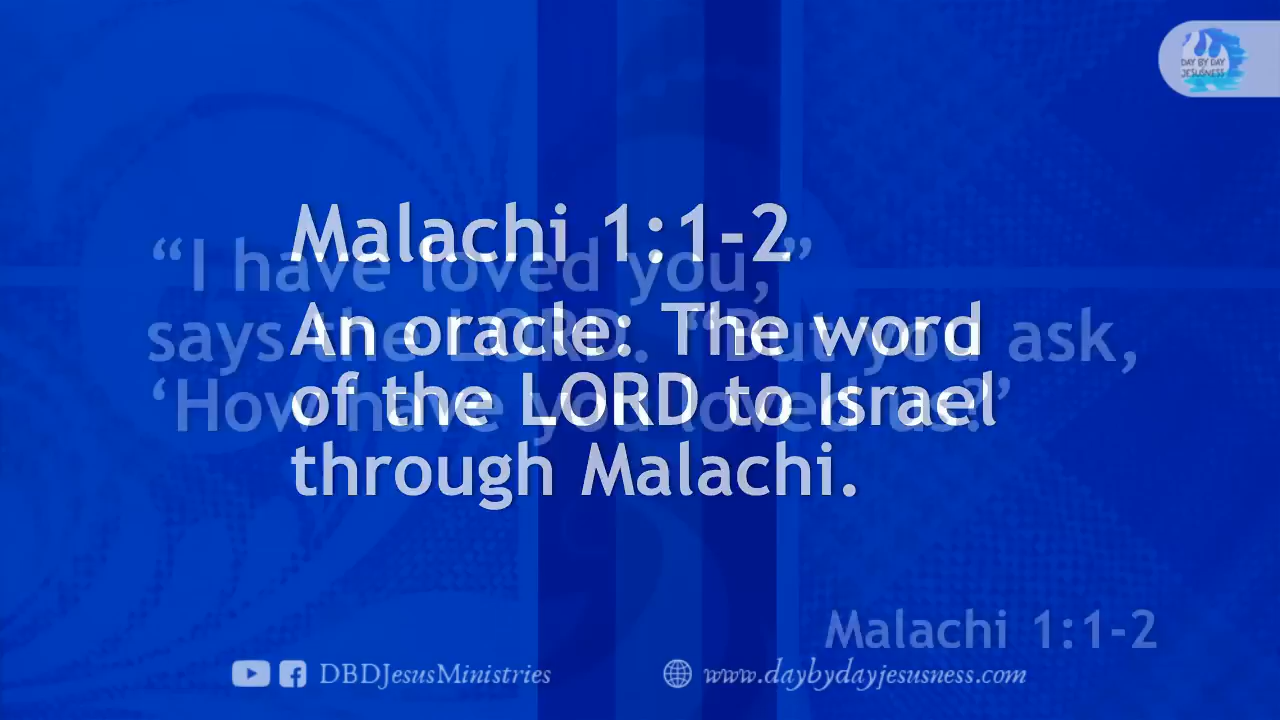 DAY BY DAY
JESUSNESS
Malachi 1:1-2
An oracle: The word
of the LORD to Israel
through Malachi.
“I have loved you,”
says the LORD. “But you ask,
‘How have you loved us?’
Malachi 1:1-2
DBDJesusMinistries
www.daybydayjesusness.com